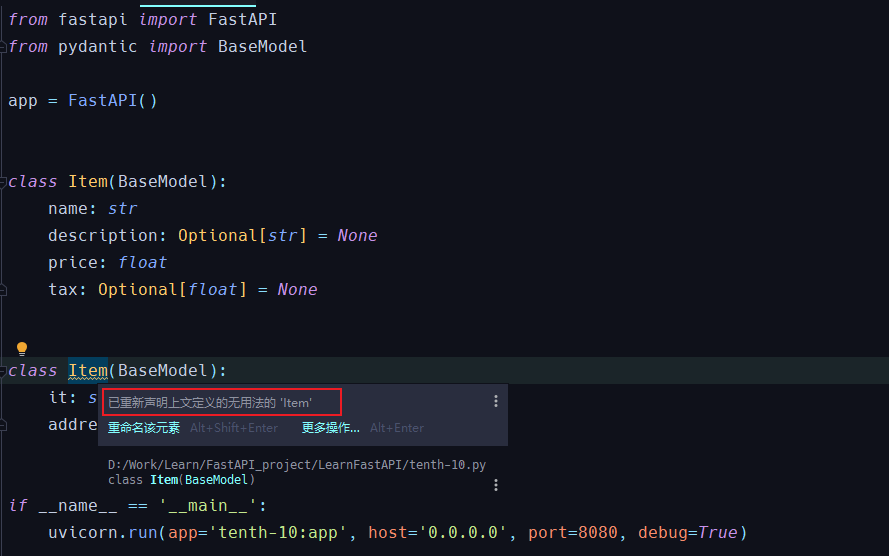 from fastapi import FastAPI
from pydantic import BaseModel
app = FastAPI()
class Item(BaseModel):
name: str
description: Optional[str] = None
price: float
tax: Optional[float] = None
class Item(BaseModel):
it: s
addre
已重新声明上文定义的无用法的 'Item'
重命名该元素 Alt+Shift+Enter 更多操作... Alt+Enter
D:/Work/Learn/FastAPI_project/LearnFastAPI/tenth-10.py
class Item(BaseModel)
if __name__ == '__main__':
uvicorn.run(app='tenth-10:app', host='0.0.0.0', port=8080, debug=True)